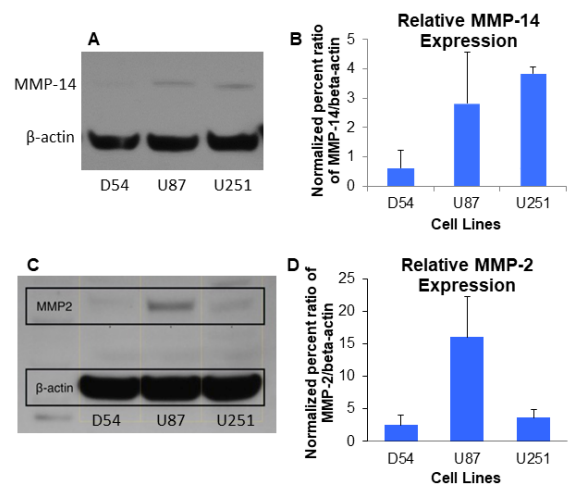 A
MMP-14
β-actin
D54 U87 U251
B
Relative MMP-14
Expression
Normalized percent ratio
of MMP-14/beta-actin
5
4
3
2
1
0
D54 U87 U251
Cell Lines
C
MMP2
β-actin
D54 U87 U251
D
Relative MMP-2
Expression
Normalized percent ratio of
MMP-2/beta-actin
25
20
15
10
5
0
D54 U87 U251
Cell Lines